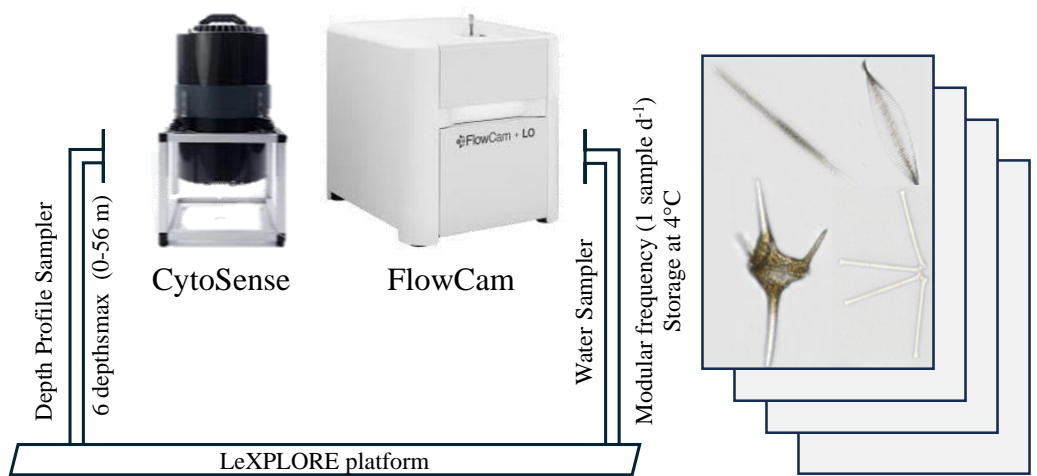 FlowCam + LO
CytoSense
FlowCam
Depth Profile Sampler
6 depthsmax (0-56 m)
Water Sampler
Modular frequency (1 sample d-1)
Storage at 4°C
LeXPLORE platform